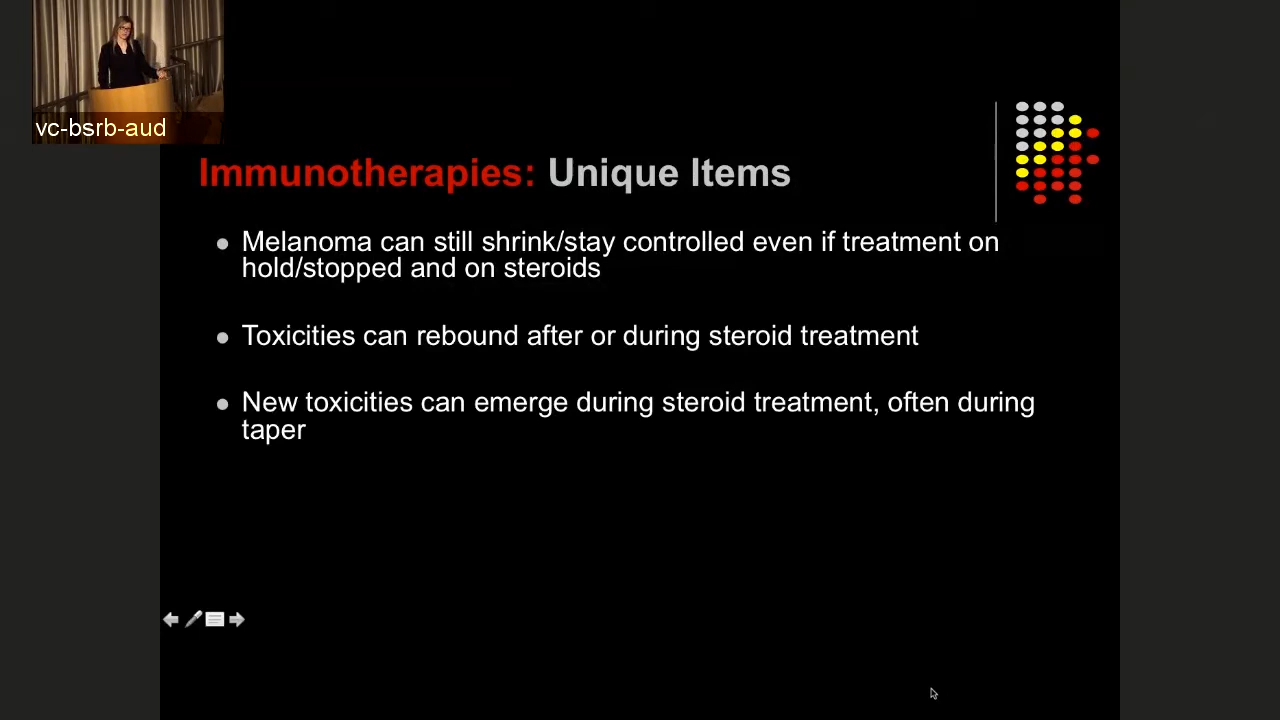 vc-bsrb-aud
Immunotherapies: Unique Items
Melanoma can still shrink/stay controlled even if treatment on
hold/stopped and on steroids
Toxicities can rebound after or during steroid treatment
New toxicities can emerge during steroid treatment, often during
taper